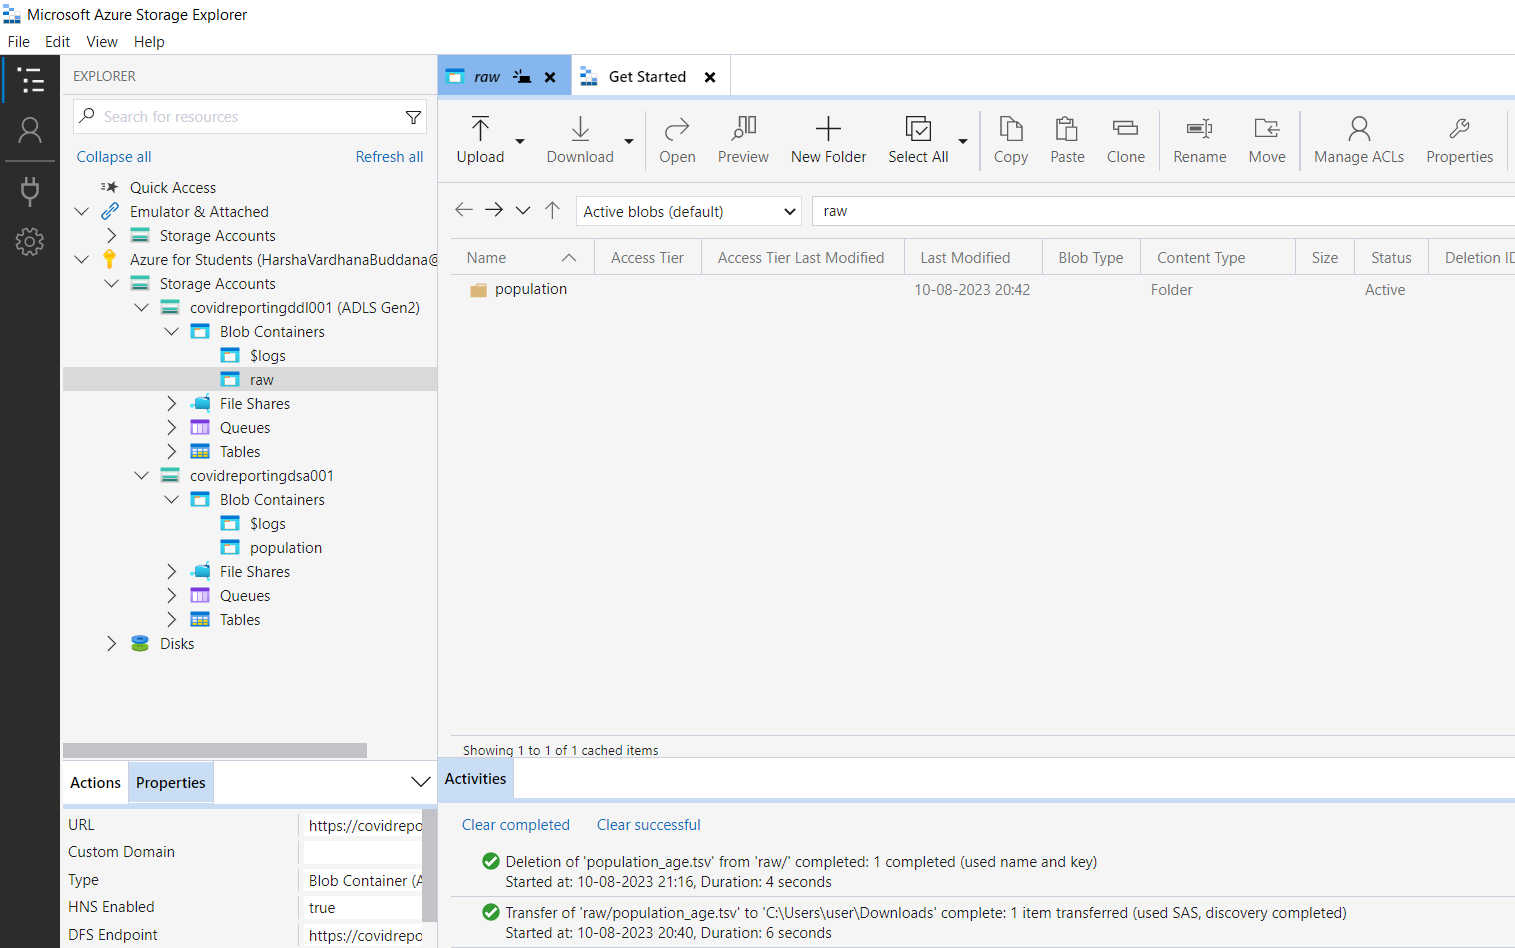 Microsoft Azure Storage Explorer
File Edit View Help
EXPLORER
Search for resources
Collapse all Refresh all
Quick Access
Emulator & Attached
Storage Accounts
Azure for Students (HarshaVardhanaBuddana@
Storage Accounts
covidreportingddl001 (ADLS Gen2)
Blob Containers
$logs
raw
File Shares
Queues
Tables
covidreportingdsa001
Blob Containers
$logs
population
File Shares
Queues
Tables
Disks
Actions Properties
URL https://covidrepo
Custom Domain
Type Blob Container (A
HNS Enabled true
DFS Endpoint https://covidrepo
raw Get Started
Upload Download Open Preview New Folder Select All Copy Paste Clone Rename Move Manage ACLs Properties
Active blobs (default) raw
Name Access Tier Access Tier Last Modified Last Modified Blob Type Content Type Size Status Deletion ID
population 10-08-2023 20:42 Folder Active
Showing 1 to 1 of 1 cached items
Activities
Clear completed Clear successful
Deletion of 'population_age.tsv' from 'raw/' completed: 1 completed (used name and key)
Started at: 10-08-2023 21:16, Duration: 4 seconds
Transfer of 'raw/population_age.tsv' to 'C:\Users\user\Downloads' complete: 1 item transferred (used SAS, discovery completed)
Started at: 10-08-2023 20:40, Duration: 6 seconds